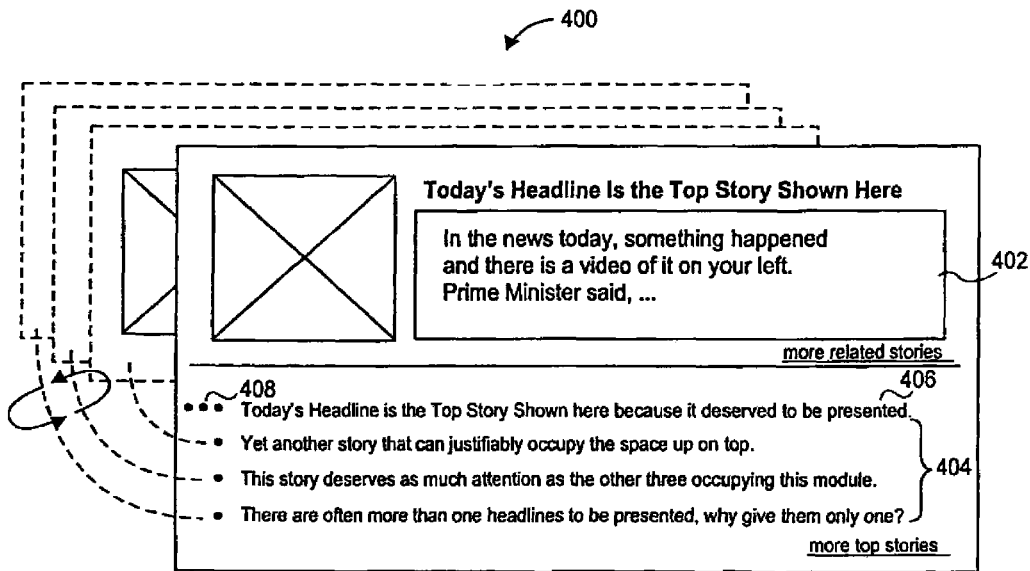 400
Today's Headline Is the Top Story Shown Here
In the news today, something happened
and there is a video of it on your left.
Prime Minister said, ...
402
more related stories
408
406
Today's Headline is the Top Story Shown here because it deserved to be presented.
Yet another story that can justifiably occupy the space up on top.
This story deserves as much attention as the other three occupying this module.
404
There are often more than one headlines to be presented, why give them only one?
more top stories